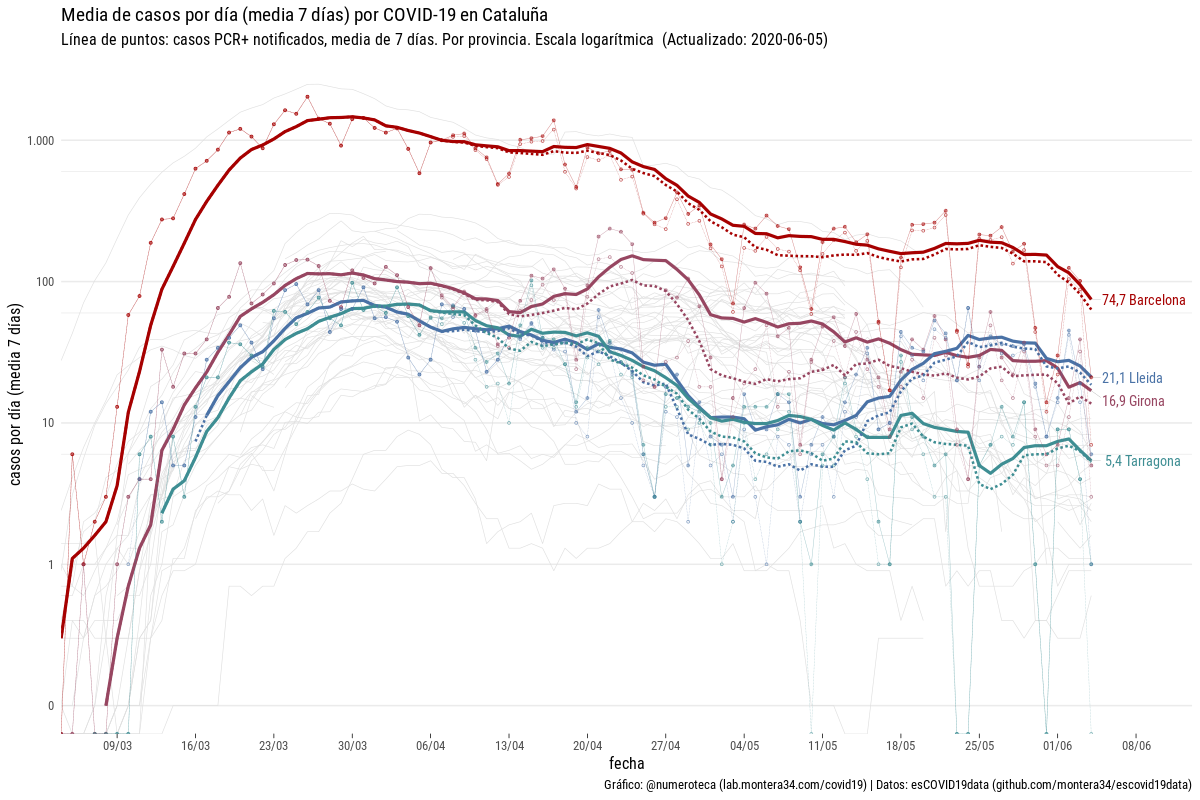 Media de casos por día (media 7 días) por COVID-19 en Cataluña
Línea de puntos: casos PCR+ notificados, media de 7 días. Por provincia. Escala logarítmica  (Actualizado: 2020-06-05)
casos por día (media 7 días)
1.000
100
10
1
0
74,7 Barcelona
21,1 Lleida
16,9 Girona
5,4 Tarragona
09/03 16/03 23/03 30/03 06/04 13/04 20/04 27/04 04/05 11/05 18/05 25/05 01/06 08/06
fecha
Gráfico: @numeroteca (lab.montera34.com/covid19) | Datos: esCOVID19data (github.com/montera34/escovid19data)